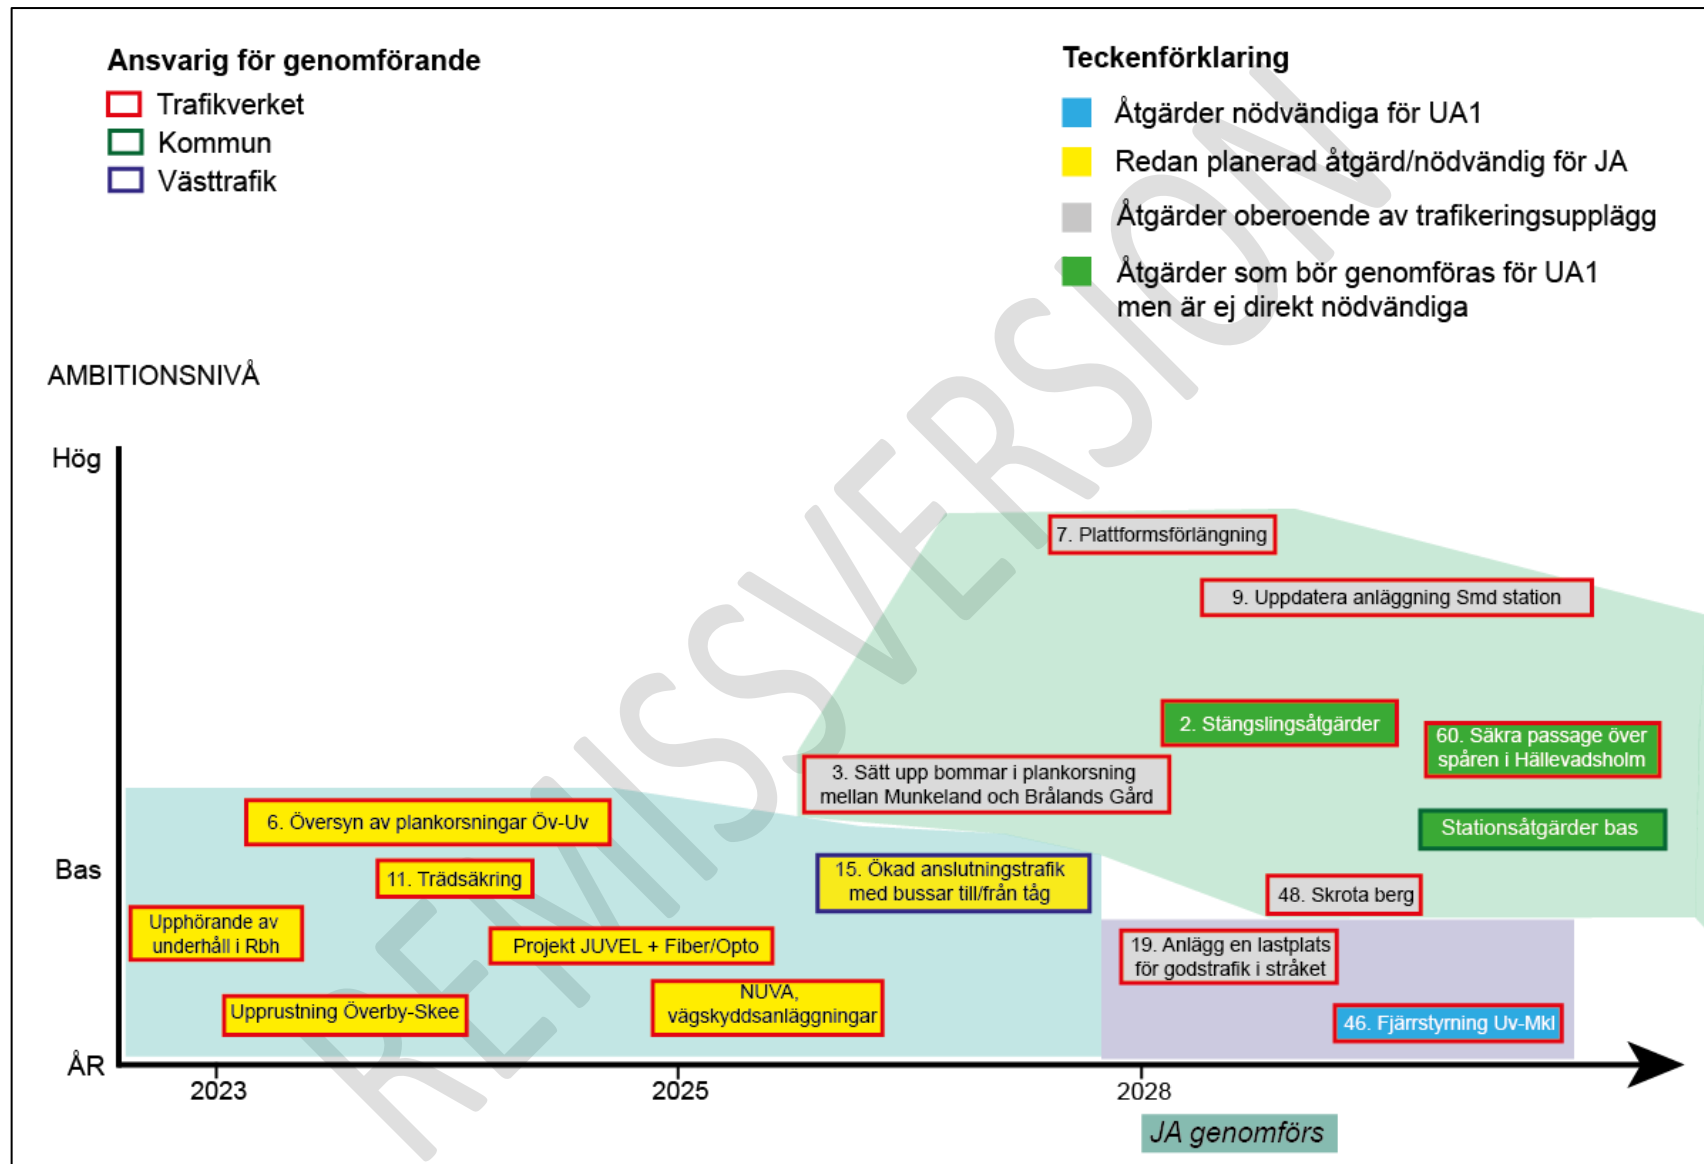 Ansvarig för genomförande
Trafikverket
Kommun
Västtrafik
Teckenförklaring
Åtgärder nödvändiga för UA1
Redan planerad åtgärd/nödvändig för JA
Åtgärder oberoende av trafikeringsupplägg
Åtgärder som bör genomföras för UA1
men är ej direkt nödvändiga
REMISSVERSION
AMBITIONSNIVÅ
Hög
Bas
ÅR
7. Plattformsförlängning
9. Uppdatera anläggning Smd station
2. Stängslingsåtgärder
60. Säkra passage över
spåren i Hällevadsholm
3. Sätt upp bommar i plankorsning
mellan Munkeland och Brålands Gård
6. Översyn av plankorsningar Öv-Uv
Stationsåtgärder bas
11. Trädsäkring
15. Ökad anslutningstrafik
med bussar till/från tåg
48. Skrota berg
Upphörande av
underhåll i Rbh
Projekt JUVEL + Fiber/Opto
19. Anlägg en lastplats
för godstrafik i stråket
Upprustning Överby-Skee
NUVA,
vägskyddsanläggningar
46. Fjärrstyrning Uv-Mkl
2023
2025
2028
JA genomförs